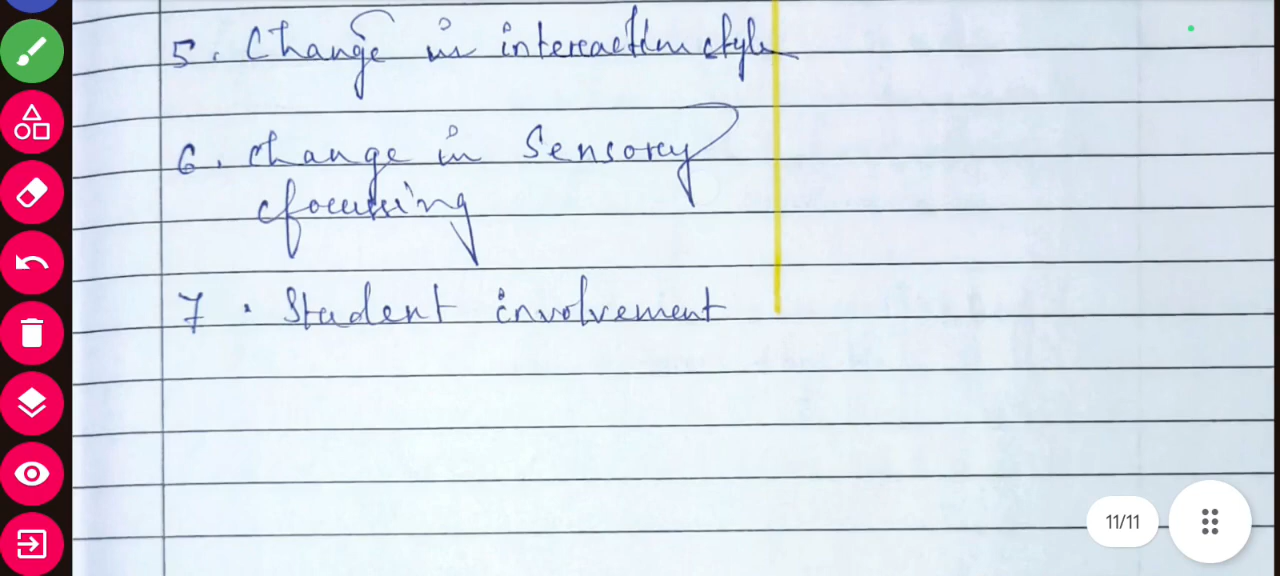 5. Change in interaction style
6. change in Sensory
focussing
7. Student involvement
11/11